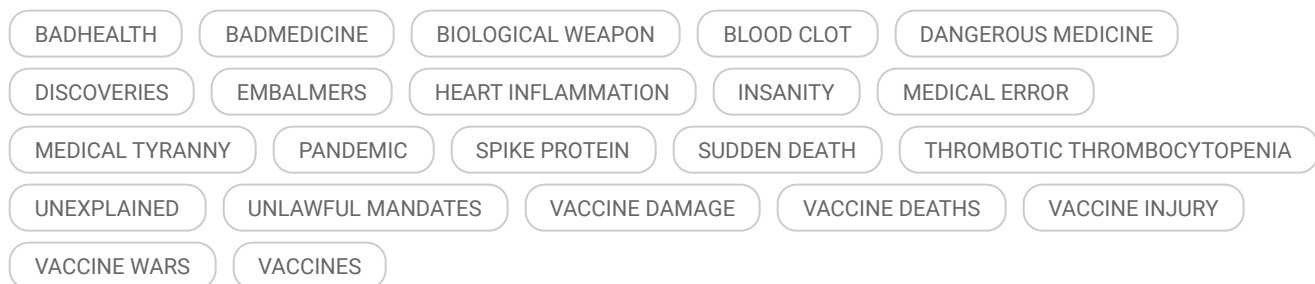 BADHEALTH BADMEDICINE BIOLOGICAL WEAPON BLOOD CLOT DANGEROUS MEDICINE
DISCOVERIES EMBALMERS HEART INFLAMMATION INSANITY MEDICAL ERROR
MEDICAL TYRANNY PANDEMIC SPIKE PROTEIN SUDDEN DEATH THROMBOTIC THROMBOCYTOPENIA
UNEXPLAINED UNLAWFUL MANDATES VACCINE DAMAGE VACCINE DEATHS VACCINE INJURY
VACCINE WARS VACCINES